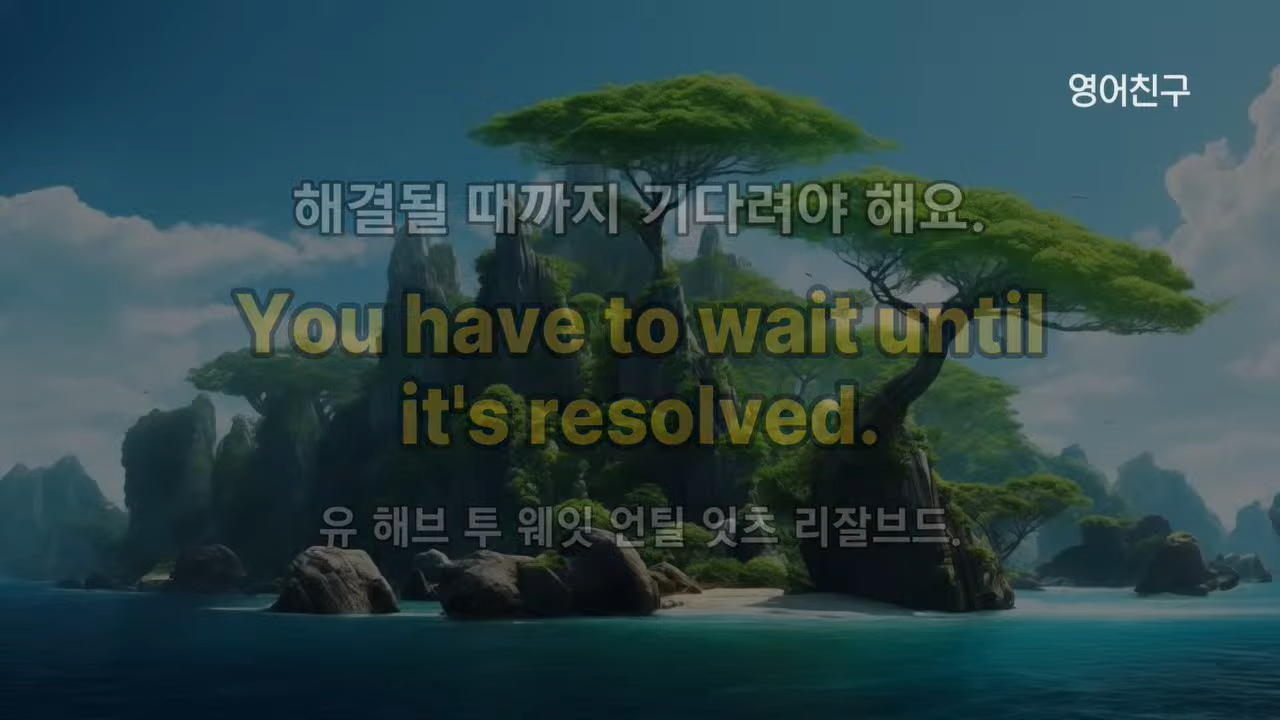 영어친구
해결될 때까지 기다려야 해요.
You have to wait until
it's resolved.
유 해브 투 웨잇 언틸 잇츠 리잘브드.